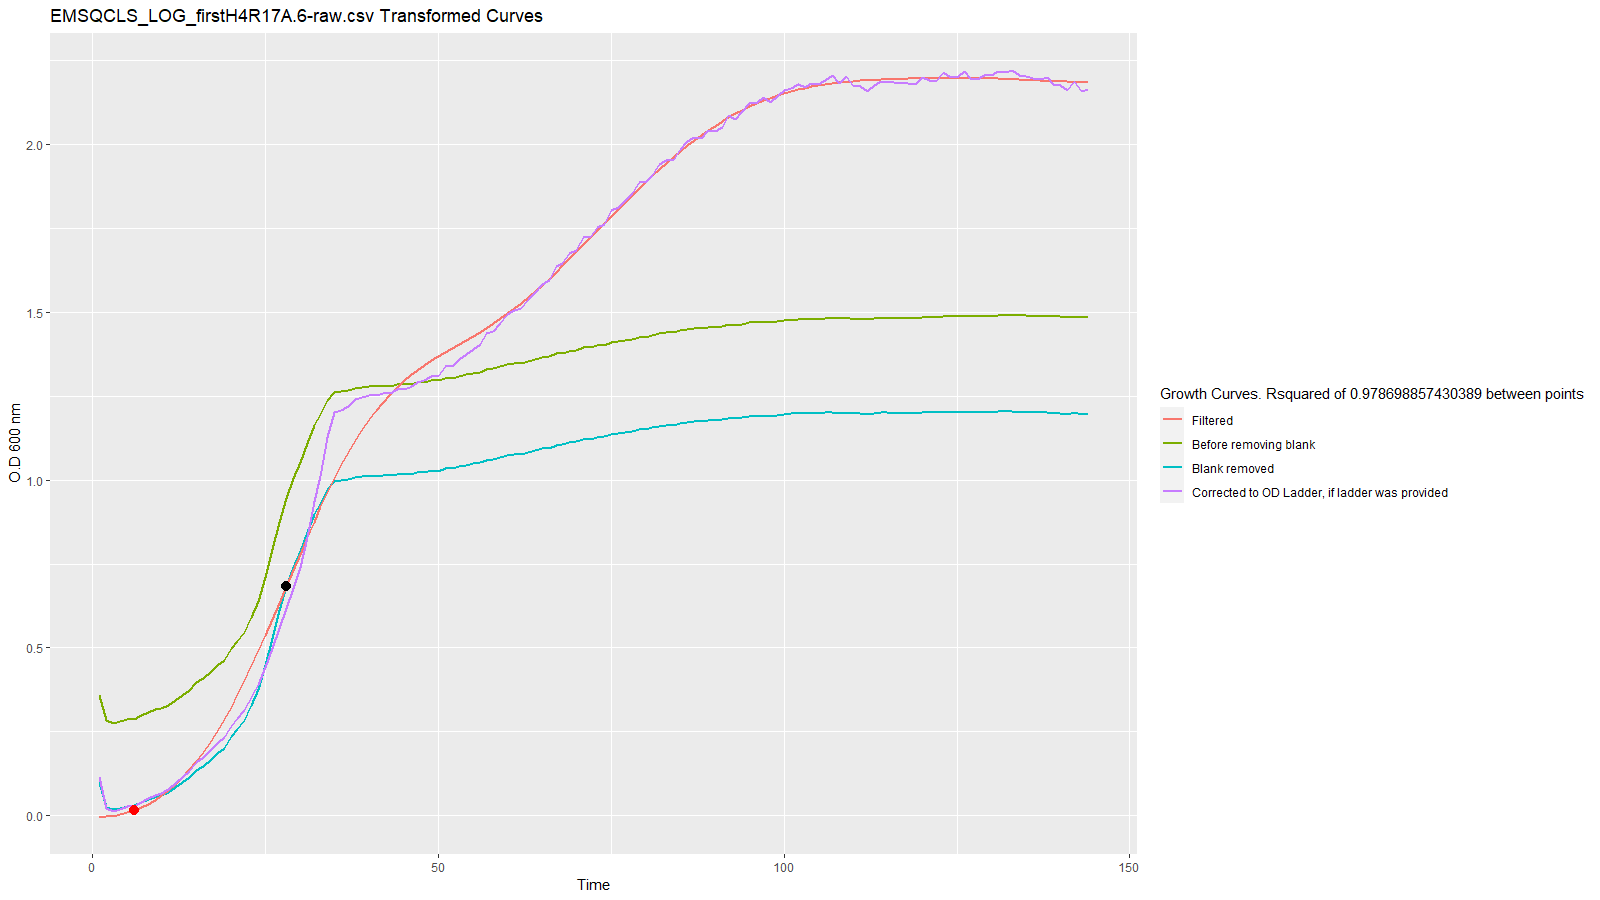 EMSQCLS_LOG_firstH4R17A.6-raw.csv Transformed Curves
2.0
1.5
1.0
0.5
0.0
O.D 600 nm
0
50
100
150
Time
Growth Curves. Rsquared of 0.978698857430389 between points
Filtered
Before removing blank
Blank removed
Corrected to OD Ladder, if ladder was provided